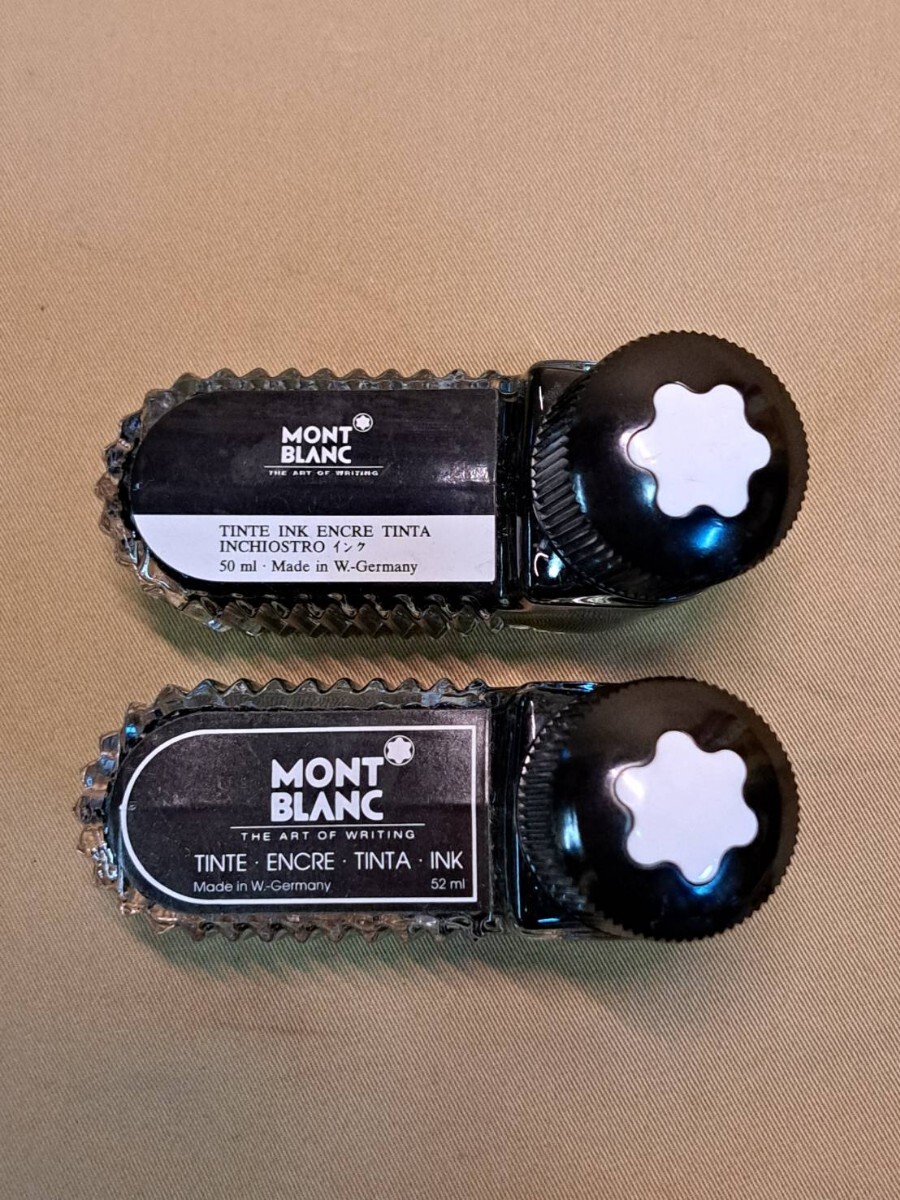 MONT
BLANC
THE ART OF WRITING
TINTE INK ENCRE TINTA
INCHIOSTRO インク
50 ml · Made in W.-Germany
MONT
BLANC
THE ART OF WRITING
TINTE · ENCRE · TINTA · INK
Made in W.-Germany 52 ml